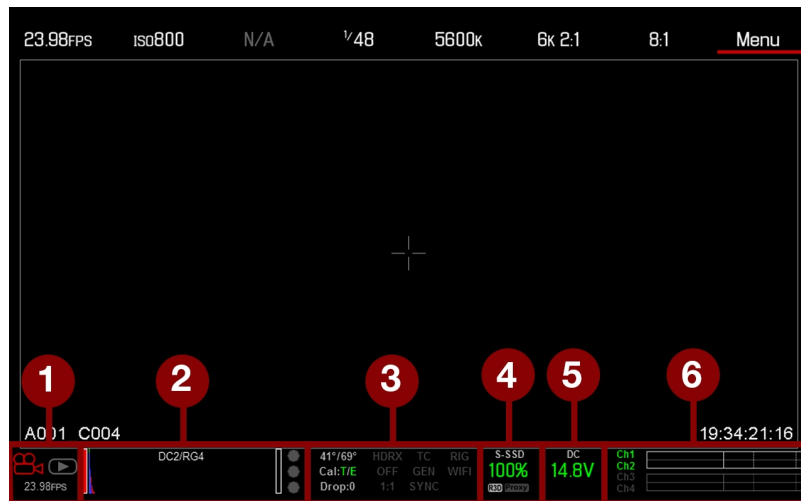 23.98FPS ISO800 N/A 1/48 5600K 6K 2:1 8:1 Menu
1 2 3 4 5 6
A001 C004 19:34:21:16
DC2/RG4 41°/69° HDRX TC RIG S-SSD DC Ch1
Cal:T/E OFF GEN WIFI 100% 14.8V Ch2
23.98FPS Drop:0 1:1 SYNC R3D Proxy Ch3
Ch4